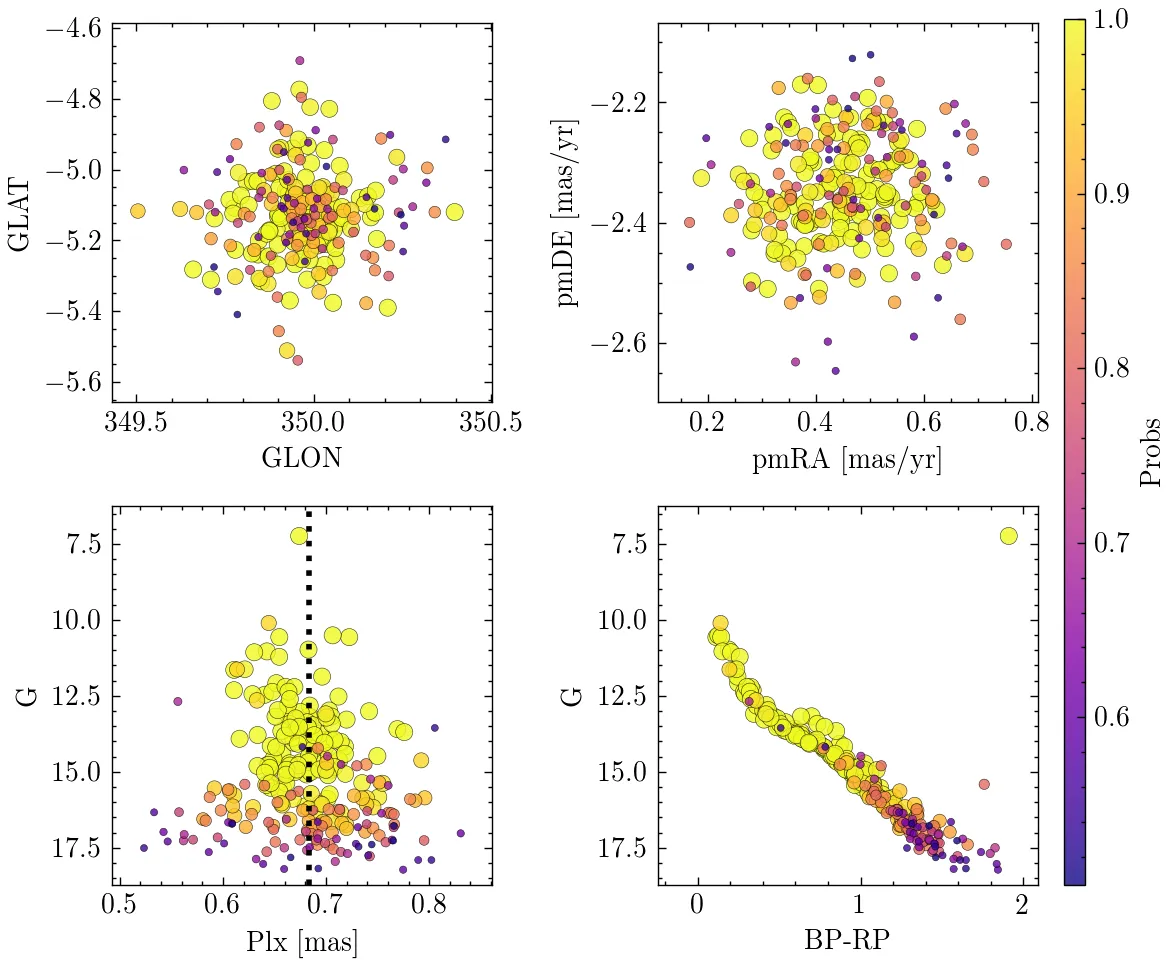 −4.6
−4.8
−5.0
−5.2
−5.4
−5.6
GLAT
349.5 350.0 350.5
GLON
−2.2
−2.4
−2.6
pmDE [mas/yr]
0.2 0.4 0.6 0.8
pmRA [mas/yr]
1.0
0.9
0.8
0.7
0.6
Probs
7.5
10.0
12.5
15.0
17.5
G
0.5 0.6 0.7 0.8
Plx [mas]
7.5
10.0
12.5
15.0
17.5
G
0 1 2
BP-RP